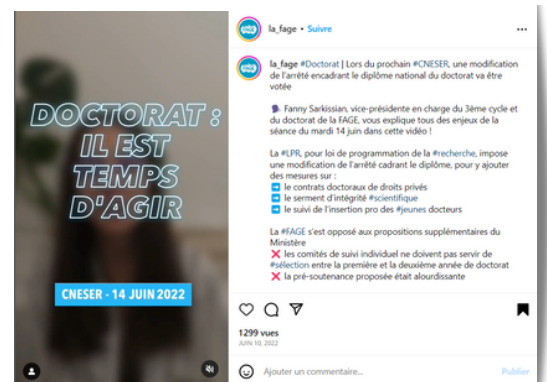 DOCTORAT :
IL EST
TEMPS
D'AGIR
CNESER - 14 JUIN 2022
la_fage • Suivre
la_fage #Doctorat | Lors du prochain #CNESER, une modification
de l'arrêté encadrant le diplôme national du doctorat va être
votée
Fanny Sarkissian, vice-présidente en charge du 3ème cycle et
du doctorat de la FAGE, vous explique tous des enjeux de la
séance du mardi 14 juin dans cette vidéo !
La #LPR, pour loi de programmation de la #recherche, impose
une modification de l'arrêté cadrant le diplôme, pour y ajouter
des mesures sur :
➡️ le contrats doctoraux de droits privés
➡️ le serment d'intégrité #scientifique
➡️ le suivi de l'insertion pro des #jeunes docteurs
La #FAGE s'est opposé aux propositions supplémentaires du
Ministère
❌ les comités de suivi individuel ne doivent pas servir de
#sélection entre la première et la deuxième année de doctorat
❌ la pré-soutenance proposée était alourdissante
1299 vues
JUIN 10, 2022
Ajouter un commentaire...
Publier